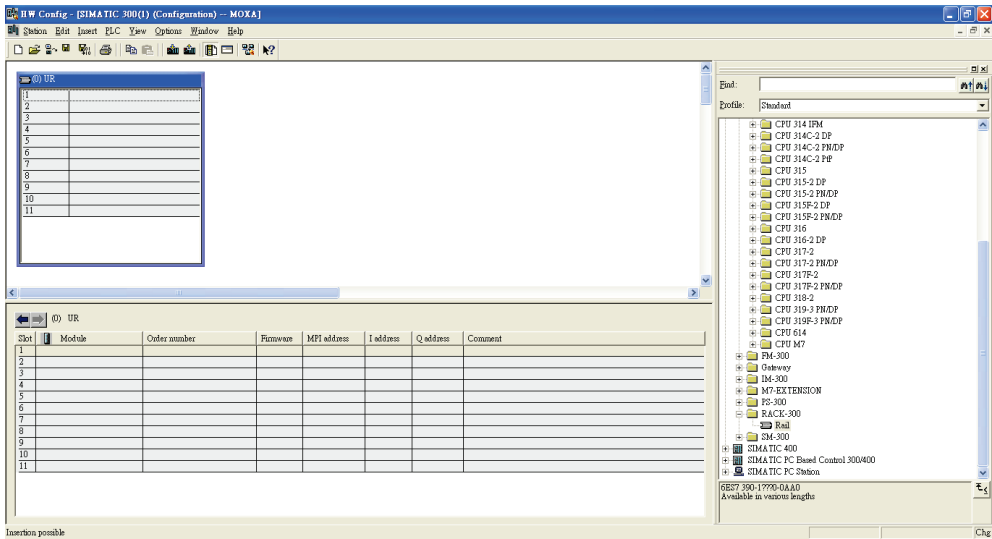 HW Config - [SIMATIC 300(1) (Configuration) -- MOXA]
Station Edit Insert PLC View Options Window Help
(0) UR
1
2
3
4
5
6
7
8
9
10
11
(0) UR
Slot Module Order number Firmware MPI address I address Q address Comment
1
2
3
4
5
6
7
8
9
10
11
Find:
Profile: Standard
CPU 314 IFM
CPU 314C-2 DP
CPU 314C-2 PN/DP
CPU 314C-2 PtP
CPU 315
CPU 315-2 DP
CPU 315-2 PN/DP
CPU 315F-2 DP
CPU 315F-2 PN/DP
CPU 316
CPU 316-2 DP
CPU 317-2
CPU 317-2 PN/DP
CPU 317F-2
CPU 317F-2 PN/DP
CPU 318-2
CPU 319-3 PN/DP
CPU 319F-3 PN/DP
CPU 614
CPU M7
FM-300
Gateway
IM-300
M7-EXTENSION
PS-300
RACK-300
Rail
SM-300
SIMATIC 400
SIMATIC PC Based Control 300/400
SIMATIC PC Station
6ES7 390-1???0-0AA0
Available in various lengths
Insertion possible
Chg